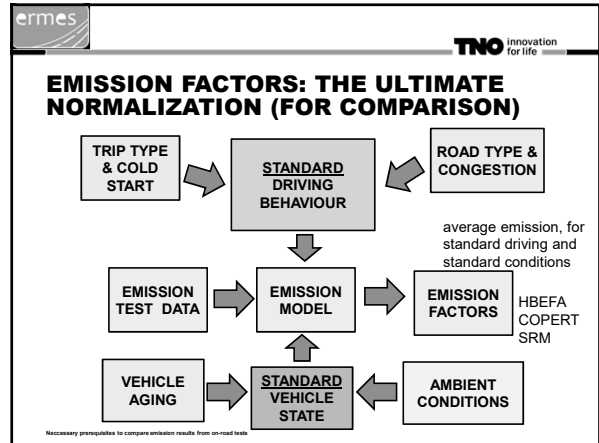 ermes
TNO innovation
for life
EMISSION FACTORS: THE ULTIMATE
NORMALIZATION (FOR COMPARISON)
TRIP TYPE
& COLD
START
STANDARD
DRIVING
BEHAVIOUR
ROAD TYPE &
CONGESTION
average emission, for
standard driving and
standard conditions
EMISSION
TEST DATA
EMISSION
MODEL
EMISSION
FACTORS
HBEFA
COPERT
SRM
VEHICLE
AGING
STANDARD
VEHICLE
STATE
AMBIENT
CONDITIONS
Neccessary prerequisites to compare emission results from on-road tests